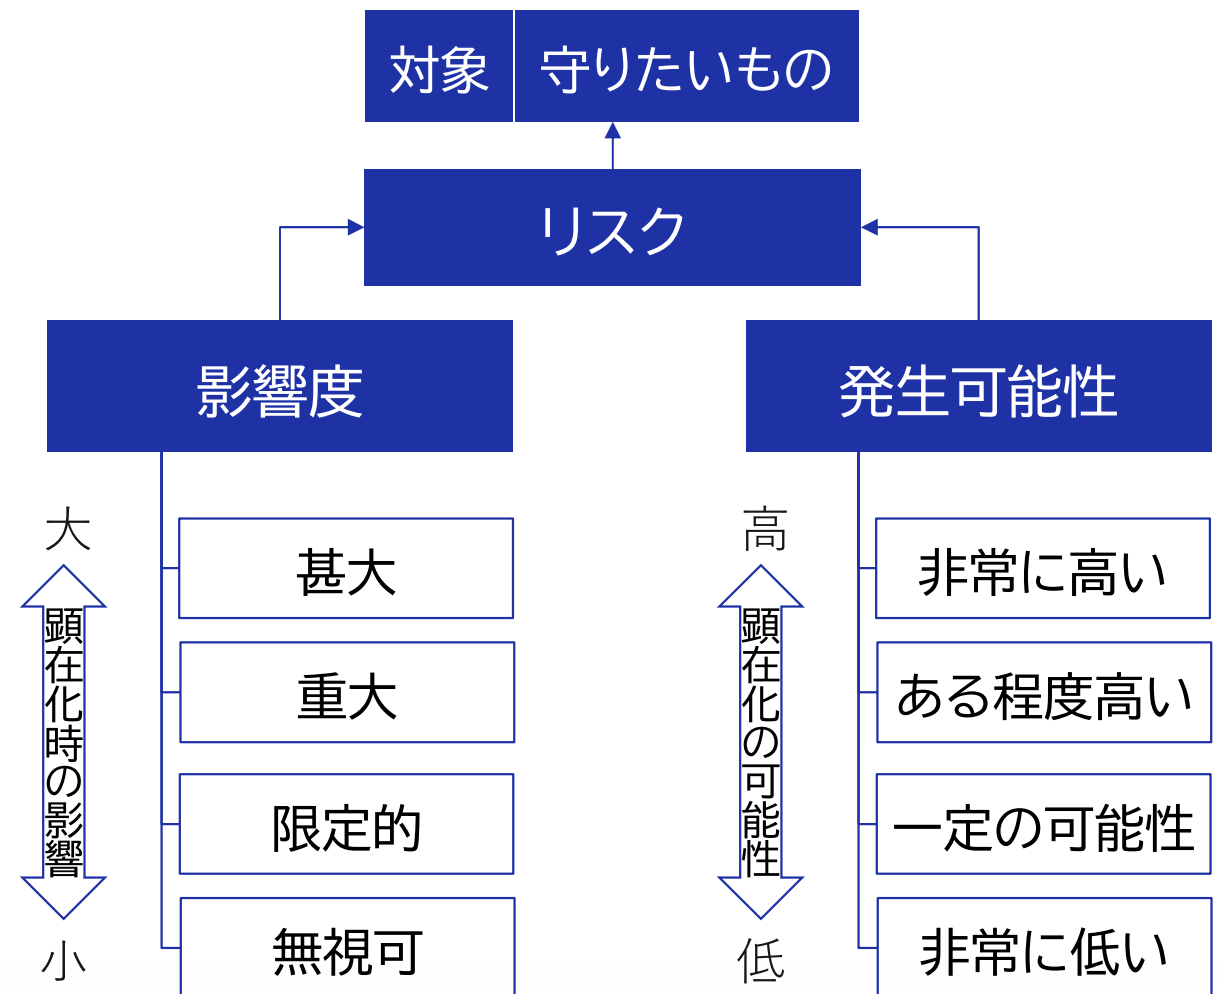 対象 守りたいもの
リスク
影響度
発生可能性
大
甚大
重大
限定的
無視可
小
顕在化時の影響
高
非常に高い
ある程度高い
一定の可能性
非常に低い
低
顕在化の可能性